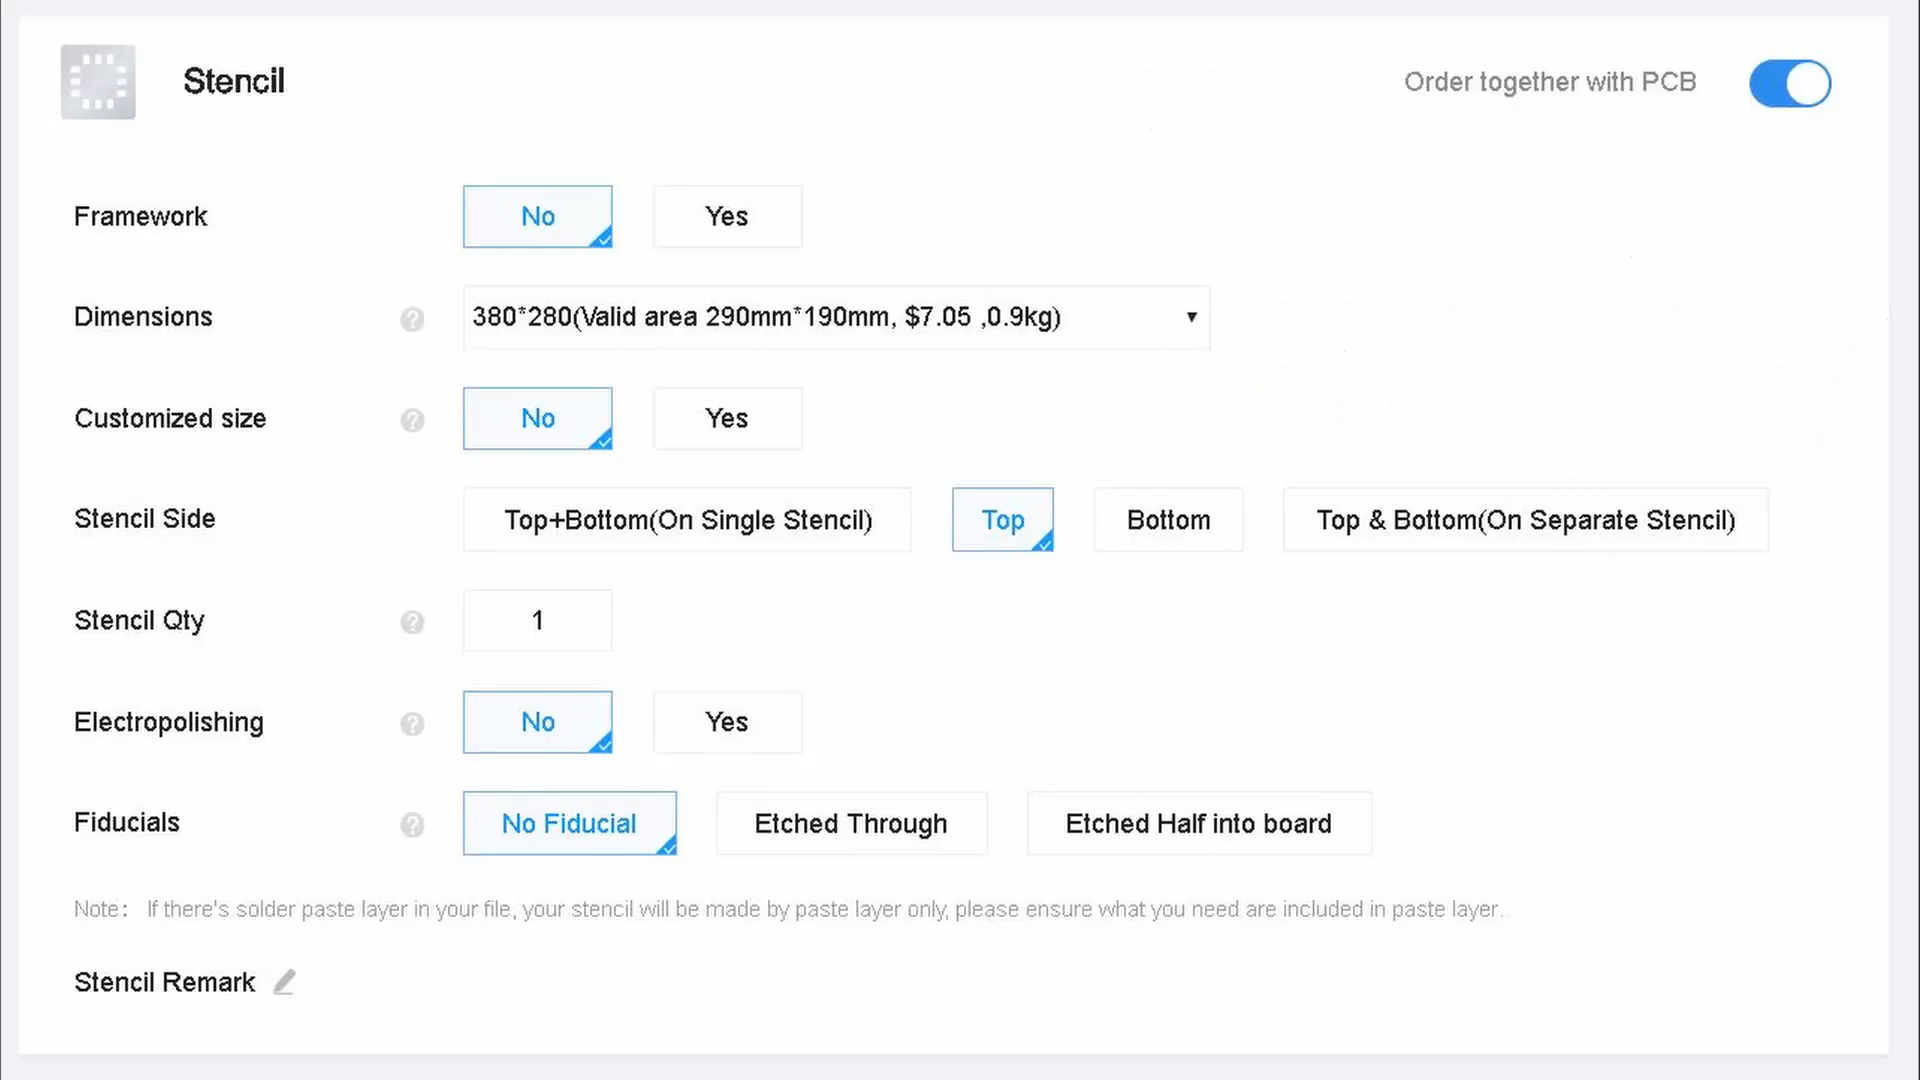 Stencil
Order together with PCB
Framework No Yes
Dimensions ? 380*280(Valid area 290mm*190mm, $7.05 ,0.9kg)
Customized size ? No Yes
Stencil Side Top+Bottom(On Single Stencil) Top Bottom Top & Bottom(On Separate Stencil)
Stencil Qty ? 1
Electropolishing ? No Yes
Fiducials ? No Fiducial Etched Through Etched Half into board
Note: If there's solder paste layer in your file, your stencil will be made by paste layer only, please ensure what you need are included in paste layer.
Stencil Remark